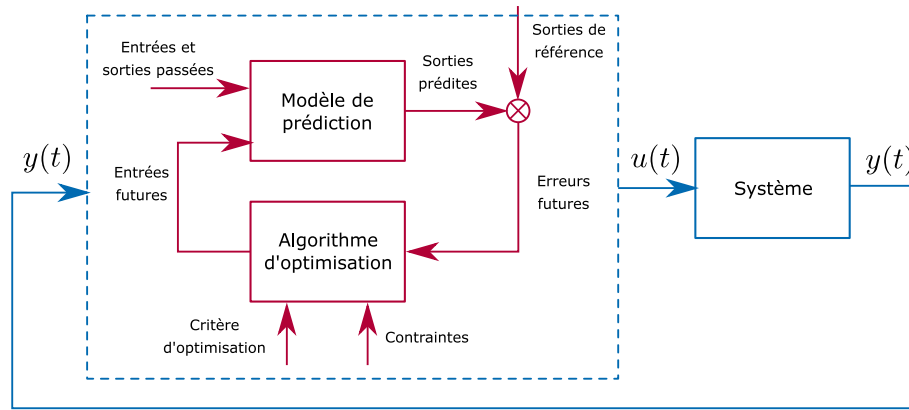 Entrées et
sorties passées
Sorties de
référence
Sorties
prédites
Modèle de
prédiction
y(t)
Entrées
futures
Erreurs
futures
u(t)
Système
y(t)
Algorithme
d'optimisation
Critère
d'optimisation
Contraintes